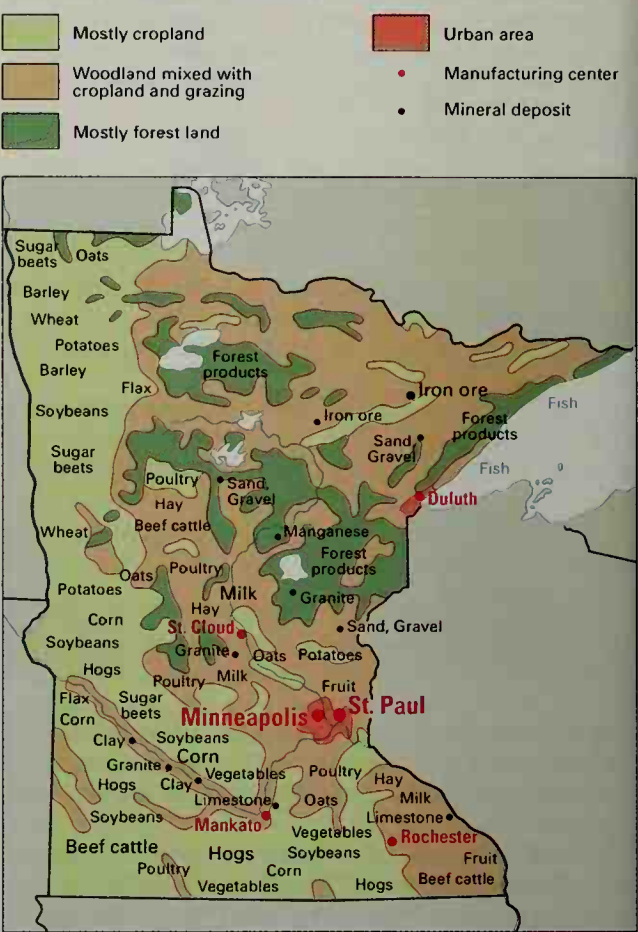 Mostly cropland
Woodland mixed with
cropland and grazing
Mostly forest land
Urban area
Manufacturing center
Mineral deposit
Sugar
beets
Oats
Barley
Wheat
Potatoes
Barley
Flax
Soybeans
Sugar
beets
Forest
products
Iron ore
Iron ore
Fish
Forest
products
Sand,
Gravel
Fish
Duluth
Poultry
Sand,
Gravel
Hay
Beef cattle
Wheat
Manganese
Forest
products
Oats
Poultry
Potatoes
Milk
Granite
Hay
Corn
St. Cloud
Sand, Gravel
Soybeans
Granite
Oats
Potatoes
Hogs
Poultry
Milk
Fruit
Flax
Sugar
beets
Corn
Minneapolis
St. Paul
Clay
Soybeans
Corn
Granite
Clay
Vegetables
Poultry
Hay
Hogs
Limestone
Oats
Milk
Limestone
Soybeans
Mankato
Vegetables
Rochester
Beef cattle
Hogs
Soybeans
Fruit
Poultry
Corn
Beef cattle
Vegetables
Hogs